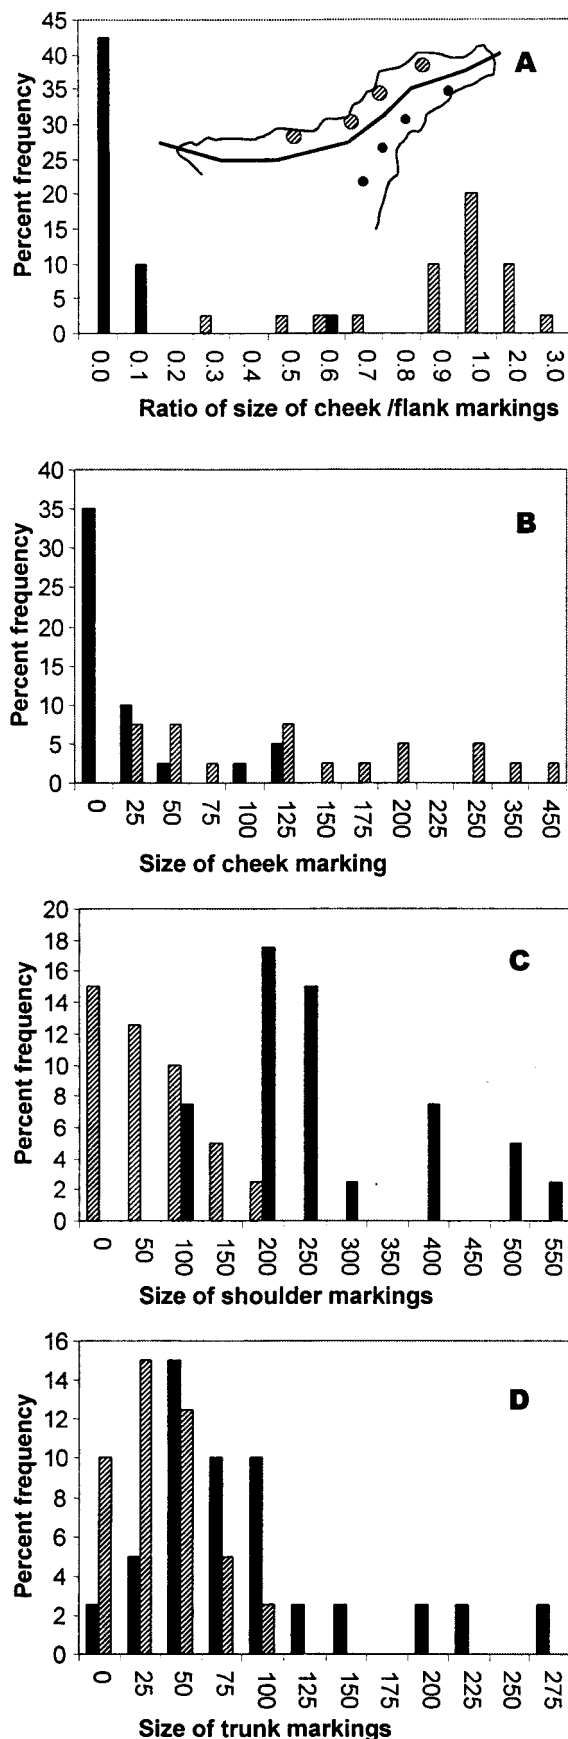 45
40
35
30
25
20
15
10
5
0
Percent frequency
A
0.0 0.1 0.2 0.3 0.5 0.6 0.7 0.8 0.9 1.0 2.0 3.0
Ratio of size of cheek /flank markings
40
35
30
25
20
15
10
5
0
Percent frequency
B
0 25 50 75 100 125 150 175 200 225 250 350 450
Size of cheek marking
20
18
16
14
12
10
8
6
4
2
0
Percent frequency
C
0 50 100 150 200 250 300 350 400 450 500 550
Size of shoulder markings
16
14
12
10
8
6
4
2
0
Percent frequency
D
0 25 50 75 100 125 150 175 200 225 250 275
Size of trunk markings